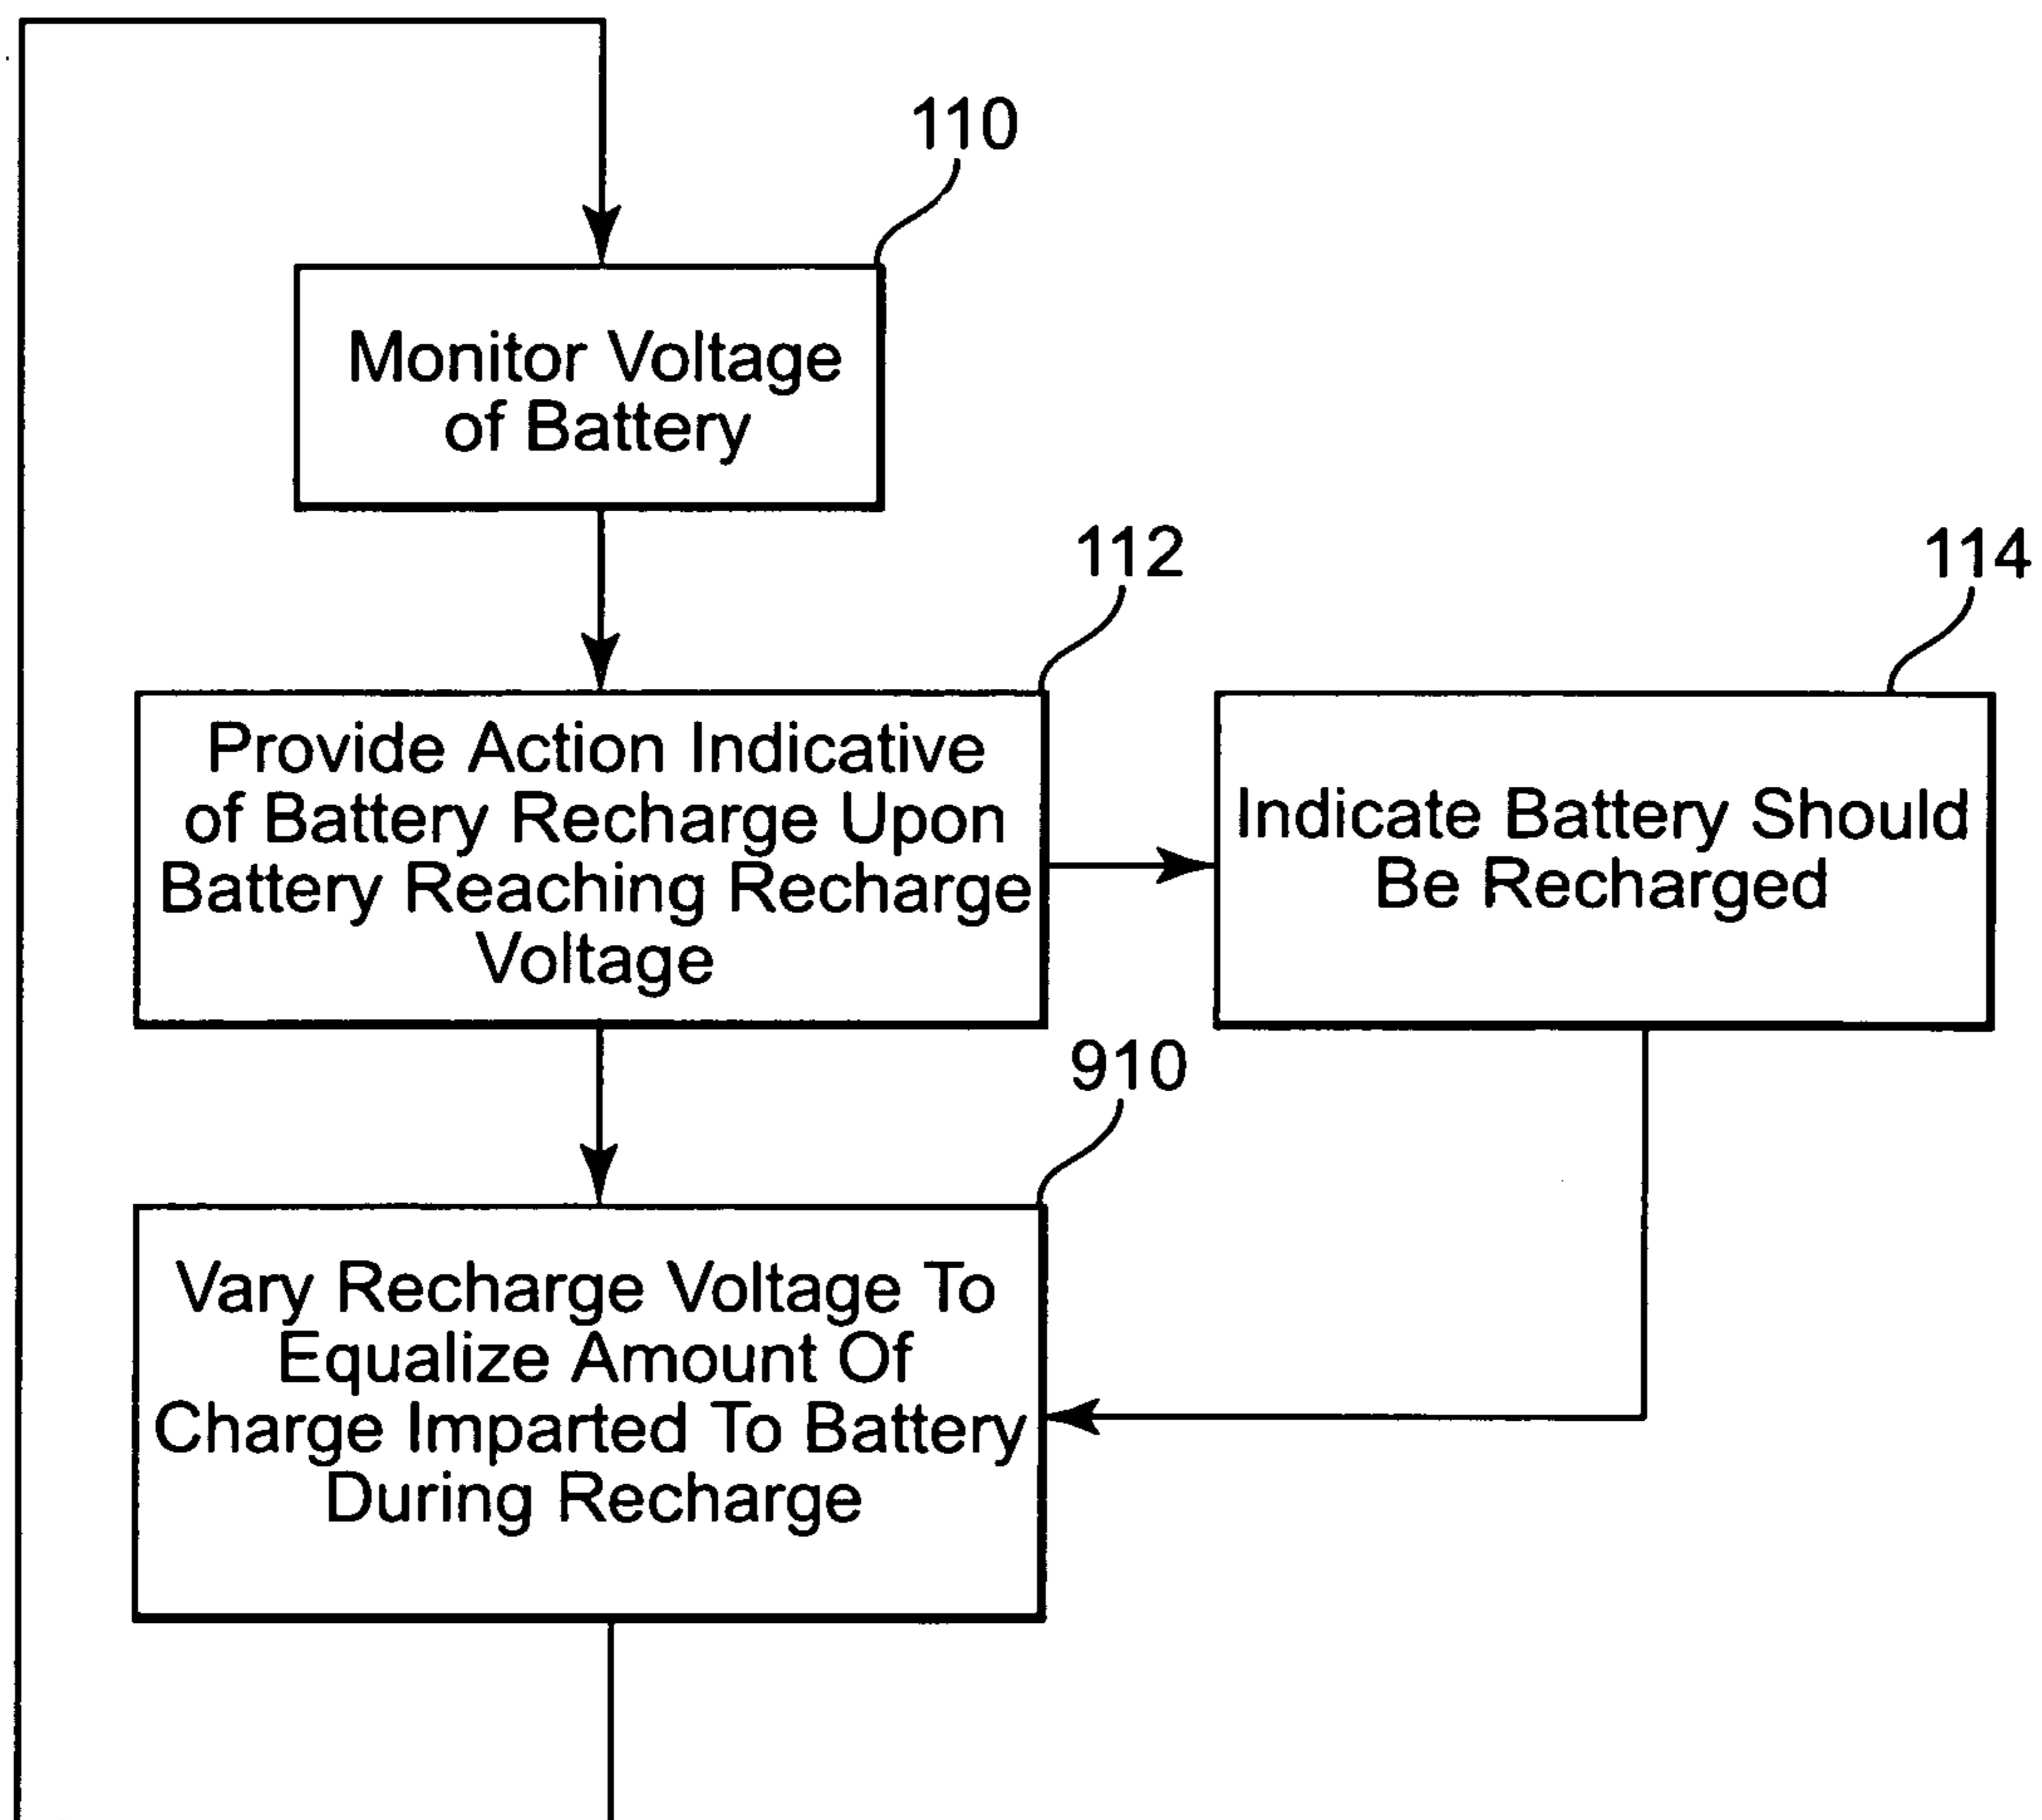 110
Monitor Voltage
of Battery
112
Provide Action Indicative
of Battery Recharge Upon
Battery Reaching Recharge
Voltage
114
Indicate Battery Should
Be Recharged
910
Vary Recharge Voltage To
Equalize Amount Of
Charge Imparted To Battery
During Recharge